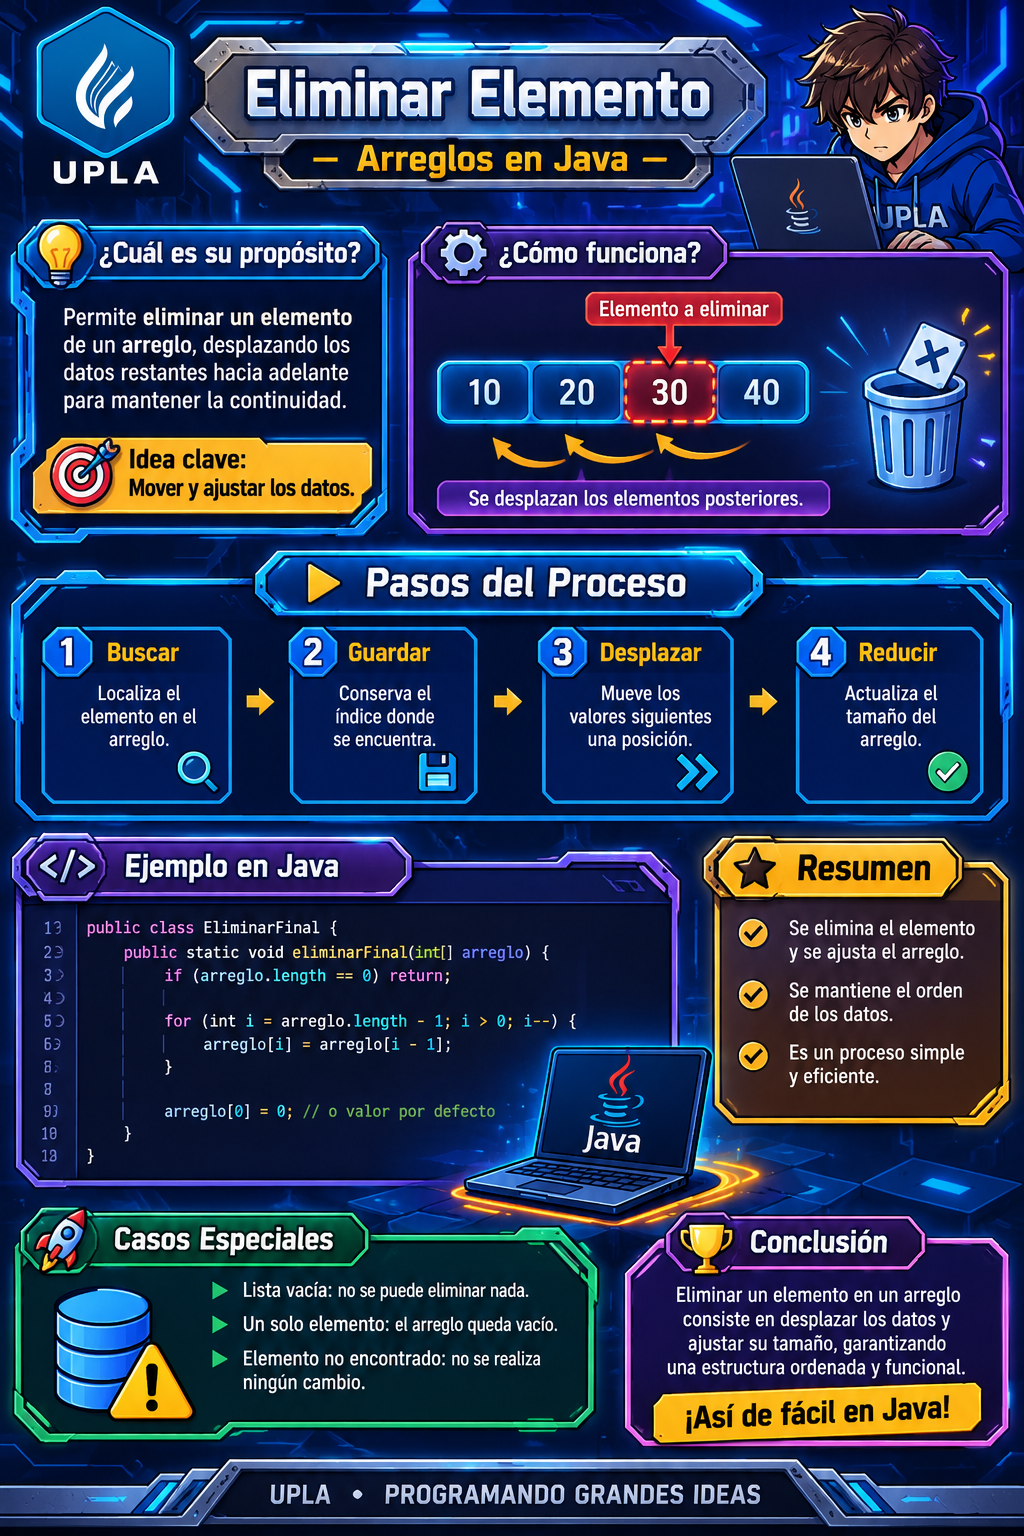 UPLA
Eliminar Elemento
— Arreglos en Java —
UPLA
¿Cuál es su propósito?
Permite eliminar un elemento
de un arreglo, desplazando los
datos restantes hacia adelante
para mantener la continuidad.
Idea clave:
Mover y ajustar los datos.
¿Cómo funciona?
Elemento a eliminar
10 20 30 40
Se desplazan los elementos posteriores.
Pasos del Proceso
1 Buscar
Localiza el
elemento en el
arreglo.
2 Guardar
Conserva el
índice donde
se encuentra.
3 Desplazar
Mueve los
valores siguientes
una posición.
4 Reducir
Actualiza el
tamaño del
arreglo.
</> Ejemplo en Java
public class EliminarFinal {
public static void eliminarFinal(int[] arreglo) {
if (arreglo.length == 0) return;
for (int i = arreglo.length - 1; i > 0; i--) {
arreglo[i] = arreglo[i - 1];
}
8
arreglo[0] = 0; // o valor por defecto
10 }
13 }
Java
Resumen
Se elimina el elemento
y se ajusta el arreglo.
Se mantiene el orden
de los datos.
Es un proceso simple
y eficiente.
Casos Especiales
Lista vacía: no se puede eliminar nada.
Un solo elemento: el arreglo queda vacío.
Elemento no encontrado: no se realiza
ningún cambio.
Conclusión
Eliminar un elemento en un arreglo
consiste en desplazar los datos y
ajustar su tamaño, garantizando
una estructura ordenada y funcional.
¡Así de fácil en Java!
UPLA • PROGRAMANDO GRANDES IDEAS